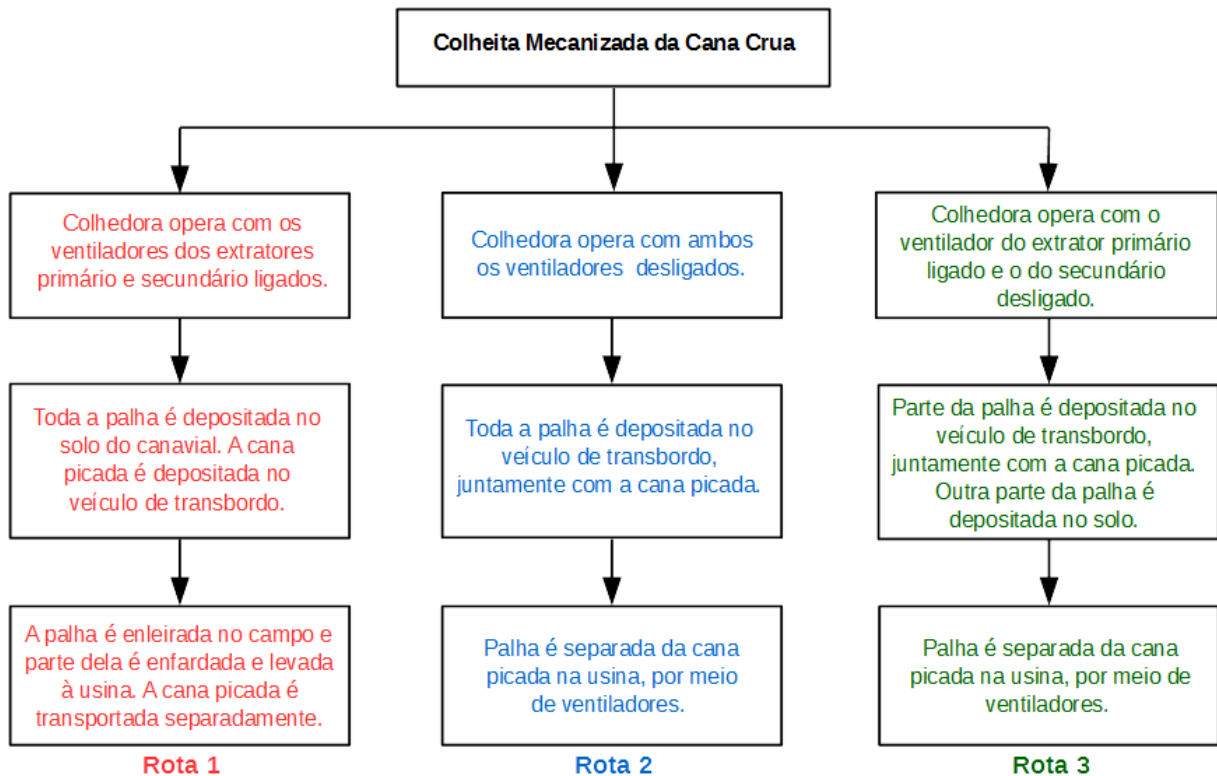 Colheita Mecanizada da Cana Crua
Colhedora opera com os
ventiladores dos extratores
primário e secundário ligados.
Colhedora opera com ambos
os ventiladores desligados.
Colhedora opera com o
ventilador do extrator primário
ligado e o do secundário
desligado.
Toda a palha é depositada no
solo do canavial. A cana
picada é depositada no
veículo de transbordo.
Toda a palha é depositada no
veículo de transbordo,
juntamente com a cana picada.
Parte da palha é depositada no
veículo de transbordo,
juntamente com a cana picada.
Outra parte da palha é
depositada no solo.
A palha é enleirada no campo e
parte dela é enfardada e levada
à usina. A cana picada é
transportada separadamente.
Palha é separada da cana
picada na usina, por meio
de ventiladores.
Palha é separada da cana
picada na usina, por meio de
ventiladores.
Rota 1
Rota 2
Rota 3